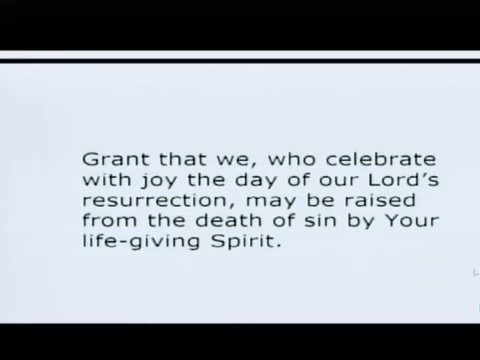 Grant that we, who celebrate
with joy the day of our Lord's
resurrection, may be raised
from the death of sin by Your
life-giving Spirit.